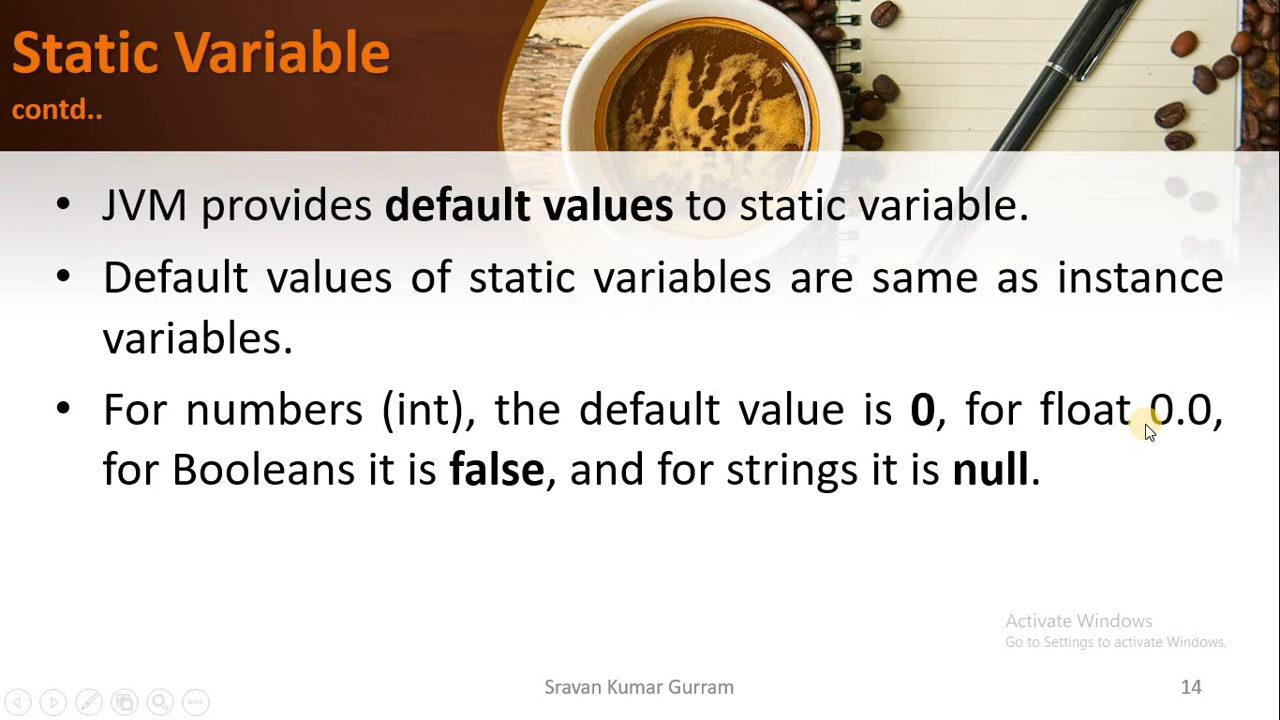 Static Variable
contd..
• JVM provides default values to static variable.
• Default values of static variables are same as instance
variables.
• For numbers (int), the default value is 0, for float 0.0,
for Booleans it is false, and for strings it is null.
Activate Windows
Go to Settings to activate Windows.
Sravan Kumar Gurram
14